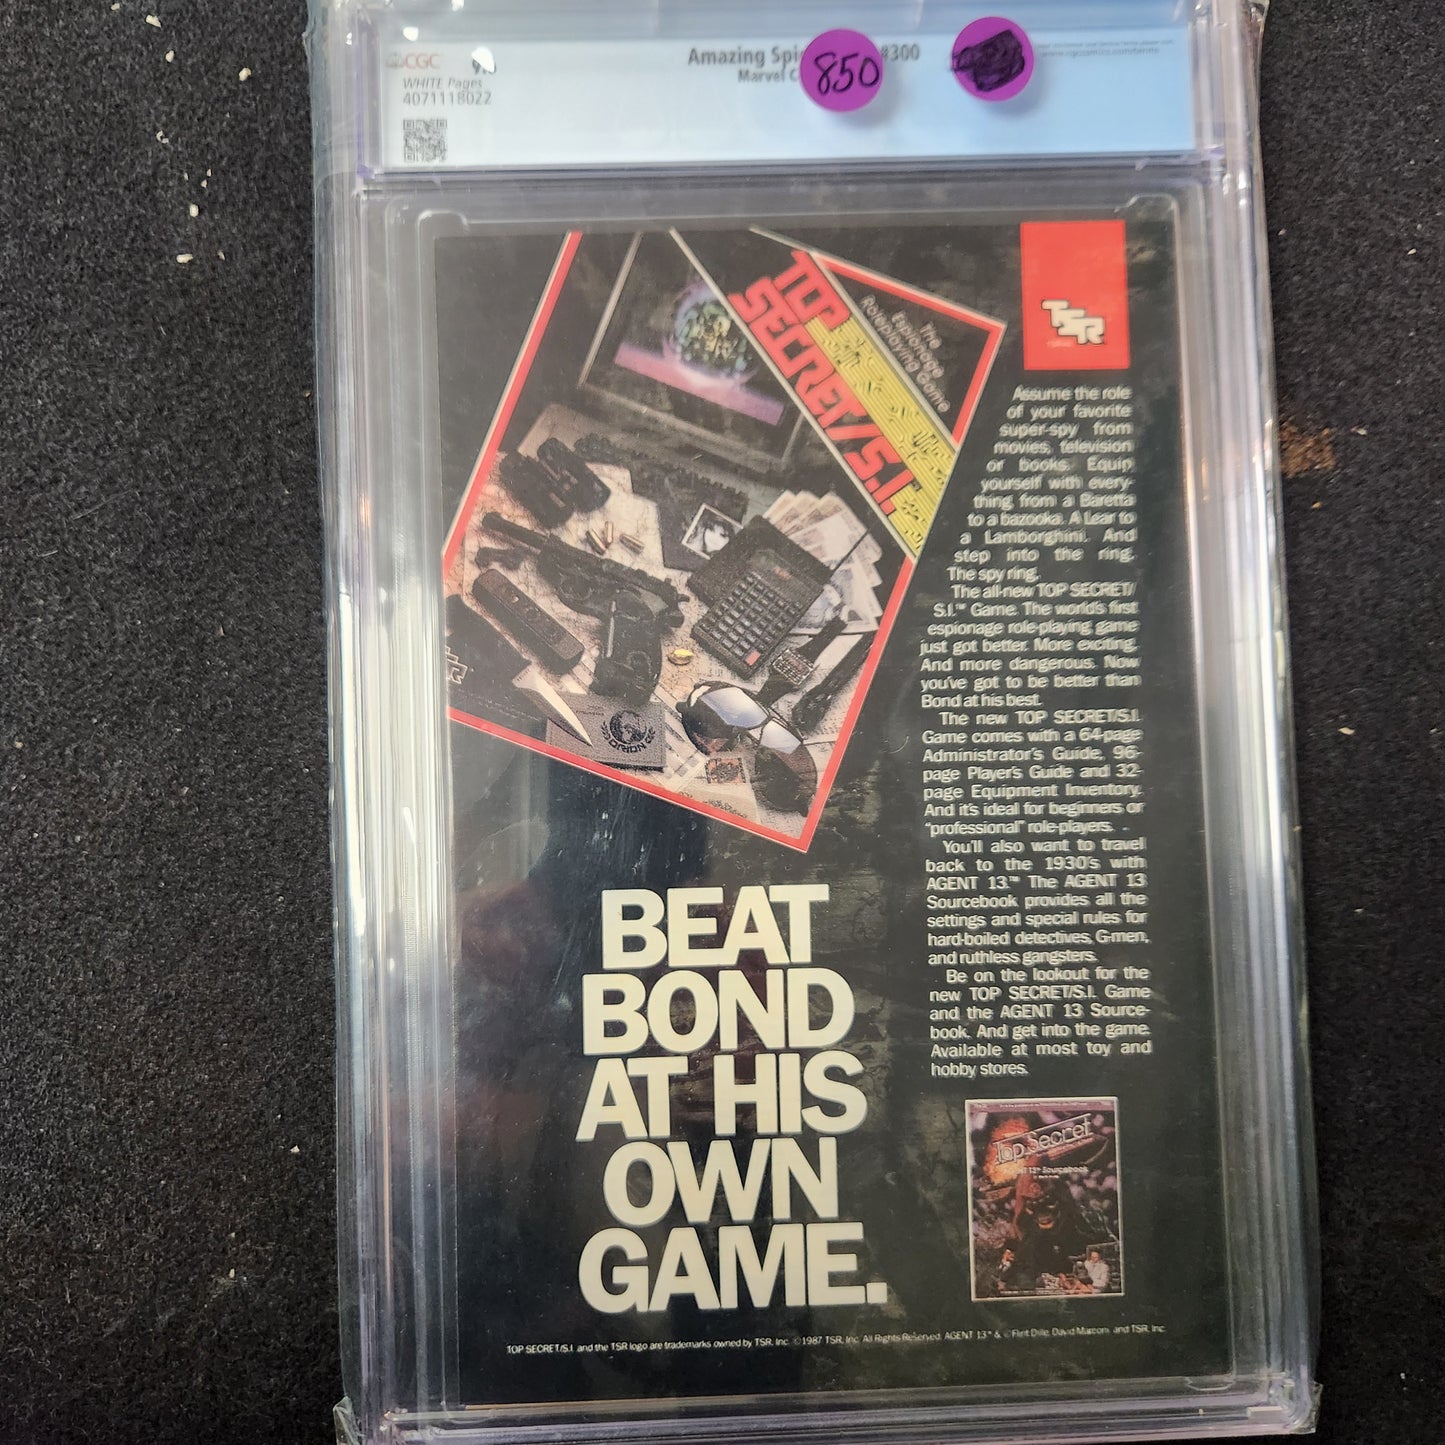 CGC
WHITE Pages
4071118022
Amazing Spi #300
Marvel C
850
www.cgccomics.com/terms
TOP
SECRET/S.I.
The
Espionage
Roleplaying Game
ORION
TSR
Assume the role
of your favorite
super-spy from
movies, television
or books. Equip
yourself with every-
thing from a Baretta
to a bazooka. A Lear to
a Lamborghini. And
step into the ring.
The spy ring.
The all-new TOP SECRET/
S.I.™ Game. The world's first
espionage role-playing game
just got better. More exciting.
And more dangerous. Now
you've got to be better than
Bond at his best.
The new TOP SECRET/S.I.
Game comes with a 64-page
Administrator's Guide, 96-
page Player's Guide and 32-
page Equipment Inventory.
And it's ideal for beginners or
"professional" role-players.
You'll also want to travel
back to the 1930's with
AGENT 13.™ The AGENT 13
Sourcebook provides all the
settings and special rules for
hard-boiled detectives, G-men,
and ruthless gangsters.
Be on the lookout for the
new TOP SECRET/S.I. Game
and the AGENT 13 Source-
book. And get into the game.
Available at most toy and
hobby stores.
BEAT
BOND
AT HIS
OWN
GAME.
Top Secret
AGENT 13™ Sourcebook
TOP SECRET/S.I. and the TSR logo are trademarks owned by TSR, Inc. ©1987 TSR, Inc. All Rights Reserved. AGENT 13™ & © Flint Dille, David Marconi, and TSR, Inc.